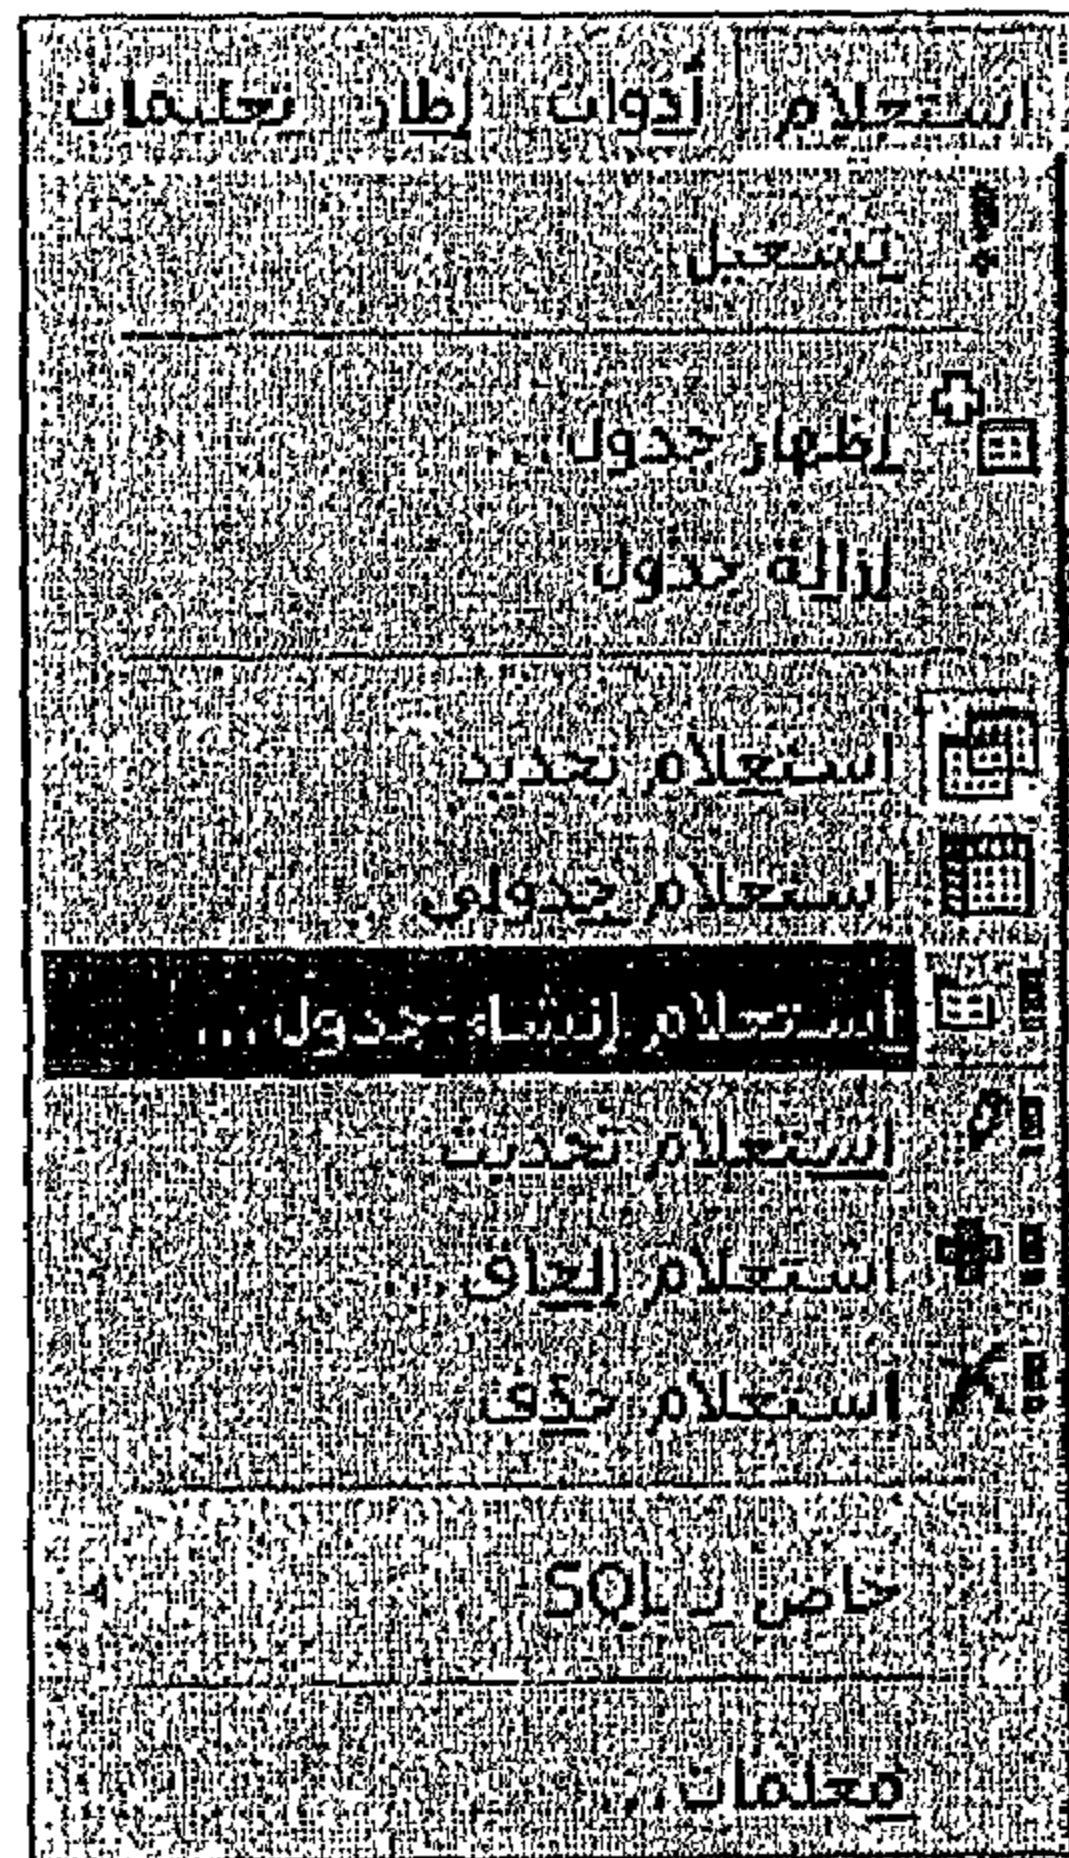 استعلام أدوات إطار تعليمات
تشغيل
إظهار جدول...
إزالة جدول
استعلام تحديد
استعلام جدولي
استعلام إنشاء جدول...
استعلام تحديث
استعلام إلحاق...
استعلام حذف
خاص بـ SQL
معلمات...